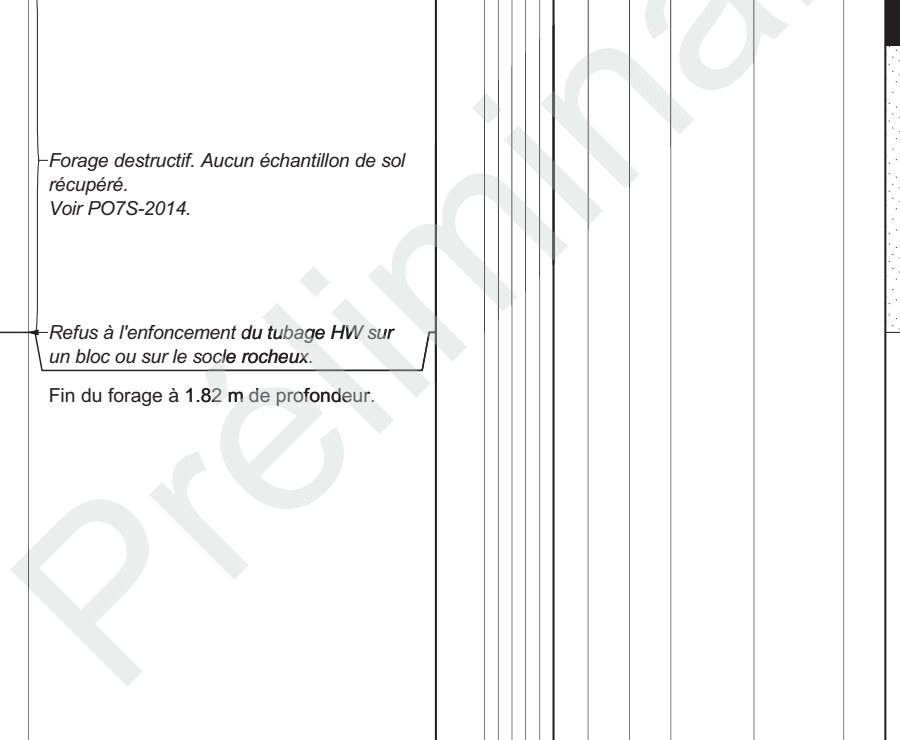 Forage destructif. Aucun échantillon de sol
récupéré.
Voir PO7S-2014.
Refus à l'enfoncement du tubage HW sur
un bloc ou sur le socle rocheux.
Fin du forage à 1.82 m de profondeur.
Préliminai